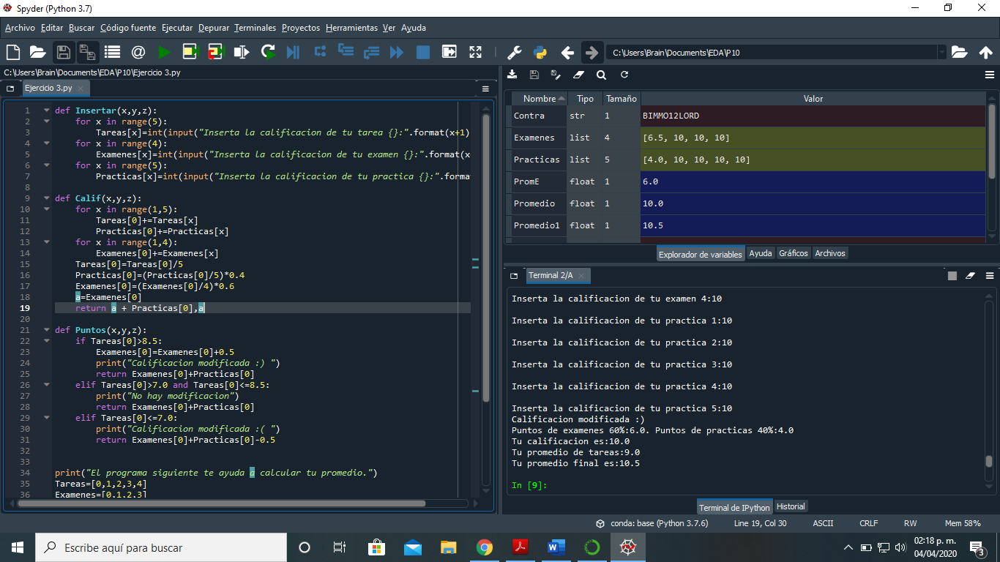 Spyder (Python 3.7)
Archivo Editar Buscar Código fuente Ejecutar Depurar Terminales Proyectos Herramientas Ver Ayuda
C:\Users\Brain\Documents\EDA\P10
C:\Users\Brain\Documents\EDA\P10\Ejercicio 3.py
Ejercicio 3.py
1 def Insertar(x,y,z):
2 for x in range(5):
3 Tareas[x]=int(input("Inserta la calificacion de tu tarea {}:".format(x+1)
4 for x in range(4):
5 Examenes[x]=int(input("Inserta la calificacion de tu examen {}:".format(x
6 for x in range(5):
7 Practicas[x]=int(input("Inserta la calificacion de tu practica {}:".forma
8
9 def Calif(x,y,z):
10 for x in range(1,5):
11 Tareas[0]+=Tareas[x]
12 Practicas[0]+=Practicas[x]
13 for x in range(1,4):
14 Examenes[0]+=Examenes[x]
15 Tareas[0]=Tareas[0]/5
16 Practicas[0]=(Practicas[0]/5)*0.4
17 Examenes[0]=(Examenes[0]/4)*0.6
18 a=Examenes[0]
19 return a + Practicas[0],a
20
21 def Puntos(x,y,z):
22 if Tareas[0]>8.5:
23 Examenes[0]=Examenes[0]+0.5
24 print("Calificacion modificada :) ")
25 return Examenes[0]+Practicas[0]
26 elif Tareas[0]>7.0 and Tareas[0]<=8.5:
27 print("No hay modificacion")
28 return Examenes[0]+Practicas[0]
29 elif Tareas[0]<=7.0:
30 print("Calificacion modificada :( ")
31 return Examenes[0]+Practicas[0]-0.5
32
33
34 print("El programa siguiente te ayuda a calcular tu promedio.")
35 Tareas=[0,1,2,3,4]
36 Examenes=[0,1,2,3]
Nombre Tipo Tamaño Valor
Contra str 1 BIMMO12LORD
Examenes list 4 [6.5, 10, 10, 10]
Practicas list 5 [4.0, 10, 10, 10, 10]
PromE float 1 6.0
Promedio float 1 10.0
Promedio1 float 1 10.5
Explorador de variables Ayuda Gráficos Archivos
Terminal 2/A
Inserta la calificacion de tu examen 4:10
Inserta la calificacion de tu practica 1:10
Inserta la calificacion de tu practica 2:10
Inserta la calificacion de tu practica 3:10
Inserta la calificacion de tu practica 4:10
Inserta la calificacion de tu practica 5:10
Calificacion modificada :)
Puntos de examenes 60%:6.0. Puntos de practicas 40%:4.0
Tu calificacion es:10.0
Tu promedio de tareas:9.0
Tu promedio final es:10.5
In [9]:
Terminal de IPython Historial
conda: base (Python 3.7.6) Line 19, Col 30 ASCII CRLF RW Mem 58%
Escribe aquí para buscar
02:18 p. m.
04/04/2020
3